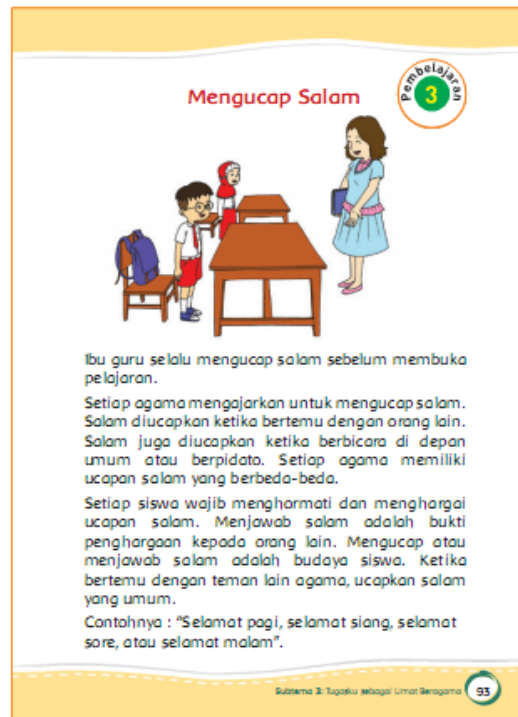 Pembelajaran
3
Mengucap Salam
Ibu guru selalu mengucap salam sebelum membuka
pelajaran.
Setiap agama mengajarkan untuk mengucap salam.
Salam diucapkan ketika bertemu dengan orang lain.
Salam juga diucapkan ketika berbicara di depan
umum atau berpidato. Setiap agama memiliki
ucapan salam yang berbeda-beda.
Setiap siswa wajib menghormati dan menghargai
ucapan salam. Menjawab salam adalah bukti
penghargaan kepada orang lain. Mengucap atau
menjawab salam adalah budaya siswa. Ketika
bertemu dengan teman lain agama, ucapkan salam
yang umum.
Contohnya : "Selamat pagi, selamat siang, selamat
sore, atau selamat malam".
Subtema 3: Tugasku sebagai Umat Beragama
93